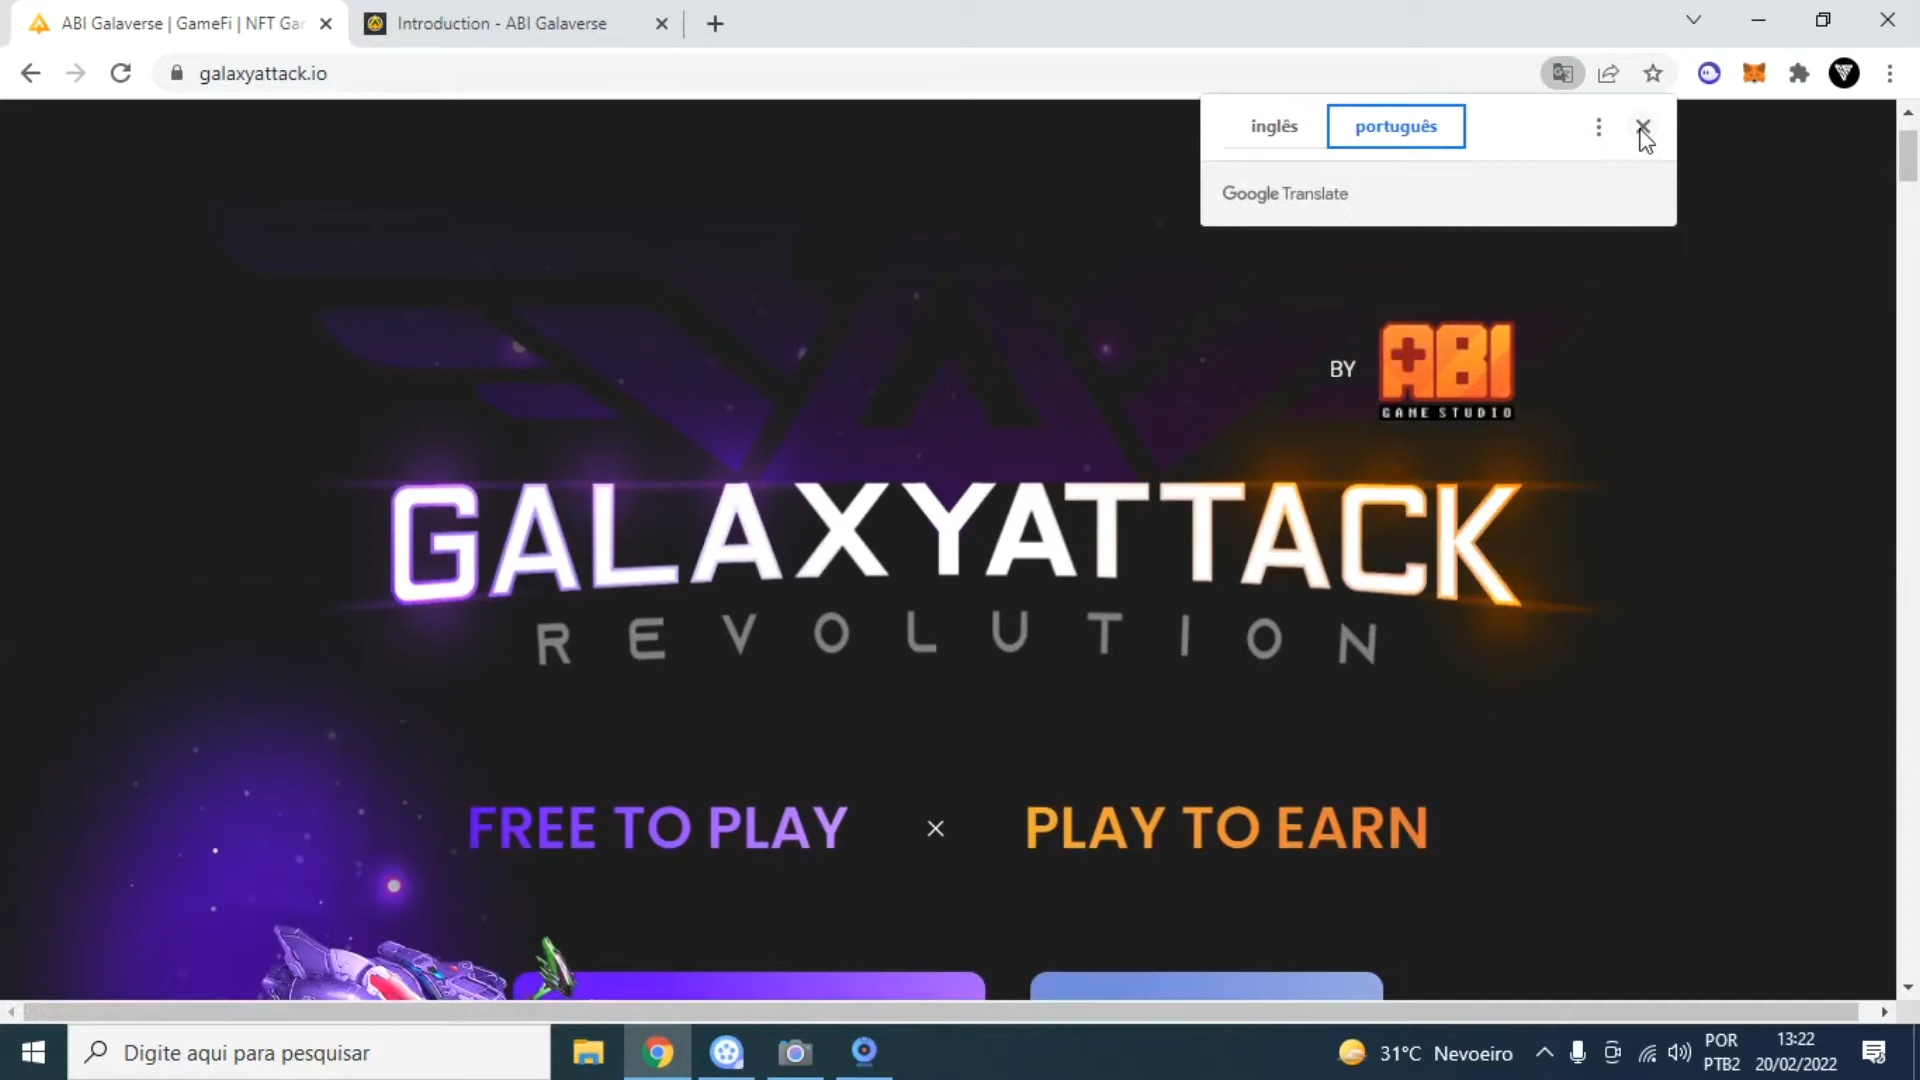 ABI Galaverse | GameFi | NFT Gar
Introduction - ABI Galaverse
galaxyattack.io
inglês português
Google Translate
BY ABI
GAME STUDIO
GALAXYATTACK
REVOLUTION
FREE TO PLAY × PLAY TO EARN
Digite aqui para pesquisar
31°C Nevoeiro
POR
PTB2
13:22
20/02/2022